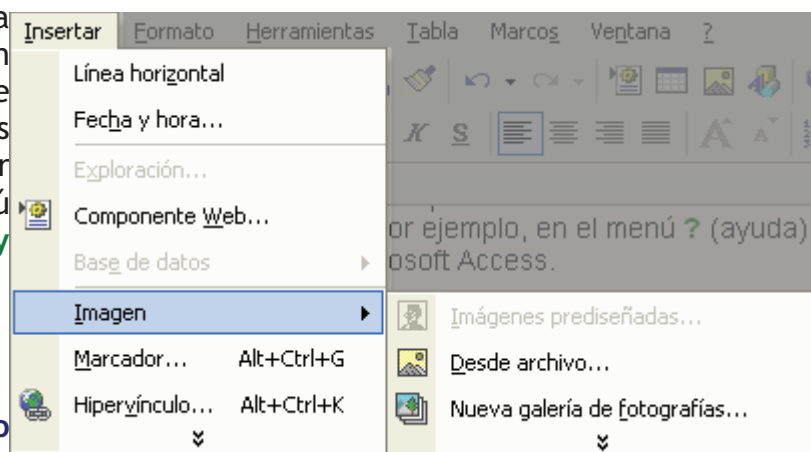 Insertar Formato Herramientas Tabla Marcos Ventana ?
Línea horizontal
Fecha y hora...
K S A A
Exploración...
Componente Web...
or ejemplo, en el menú ? (ayuda)
Base de datos
osoft Access.
Imagen
Imágenes prediseñadas...
Marcador... Alt+Ctrl+G
Desde archivo...
Hipervínculo... Alt+Ctrl+K
Nueva galería de fotografías...